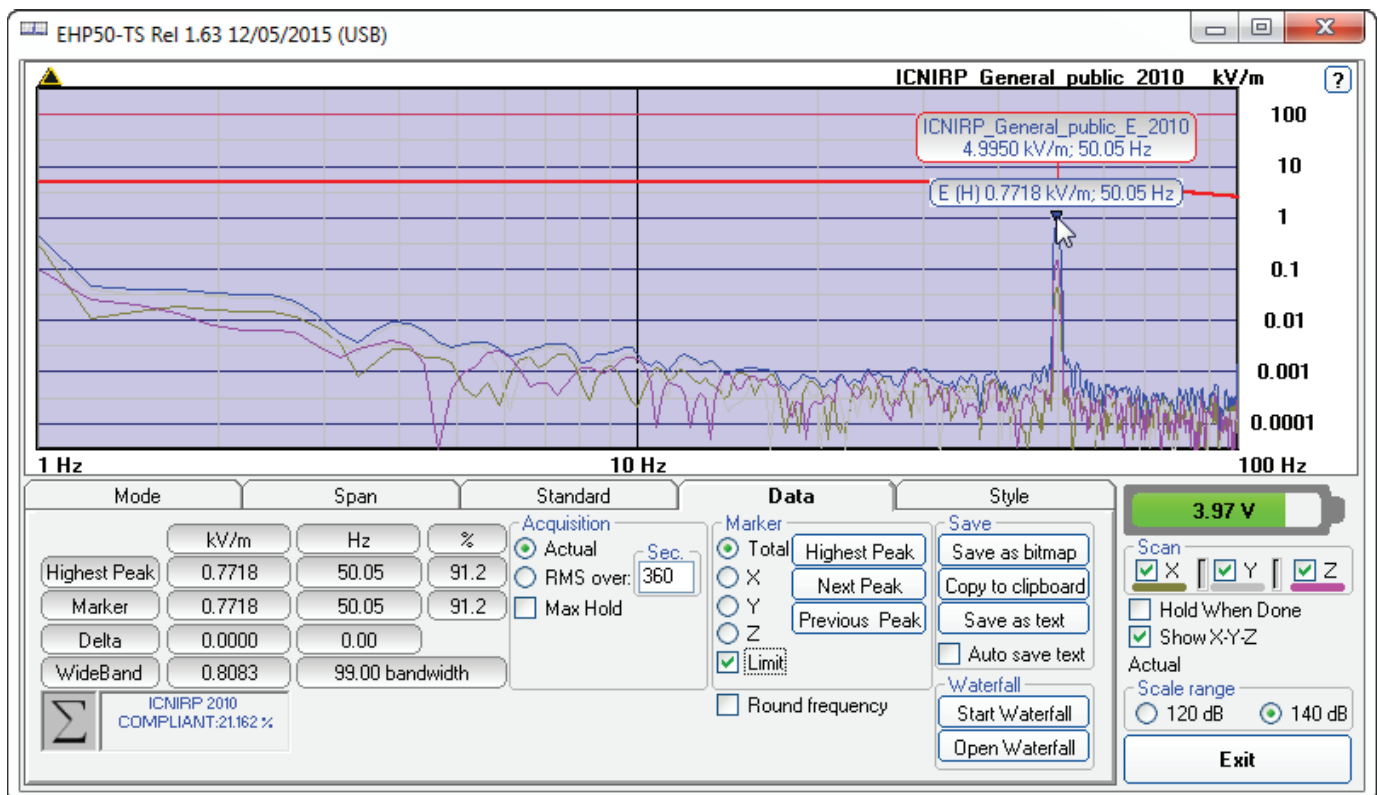 EHP50-TS Rel 1.63 12/05/2015 (USB)
ICNIRP_General_public_2010 kV/m ?
100
ICNIRP_General_public_E_2010
4.9950 kV/m; 50.05 Hz
10
E (H) 0.7718 kV/m; 50.05 Hz
1
0.1
0.01
0.001
0.0001
1 Hz 10 Hz 100 Hz
Mode Span Standard Data Style
kV/m Hz %
Highest Peak 0.7718 50.05 91.2
Marker 0.7718 50.05 91.2
Delta 0.0000 0.00
WideBand 0.8083 99.00 bandwidth
Σ
ICNIRP 2010
COMPLIANT:21.162 %
Acquisition
Actual
Sec.
RMS over: 360
Max Hold
Marker
Total
X
Y
Z
Limit
Highest Peak
Next Peak
Previous Peak
Round frequency
Save
Save as bitmap
Copy to clipboard
Save as text
Auto save text
Waterfall
Start Waterfall
Open Waterfall
3.97 V
Scan
X Y Z
Hold When Done
Show X-Y-Z
Actual
Scale range
120 dB 140 dB
Exit